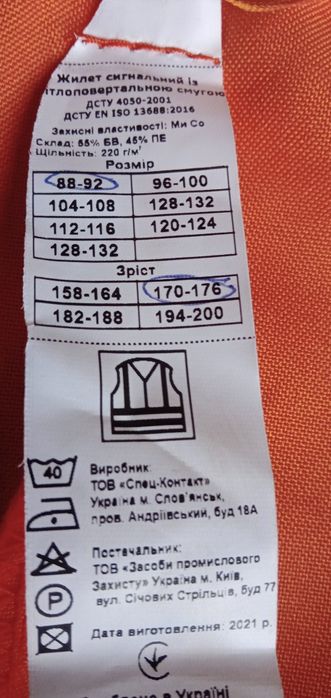 Жилет сигнальний із
тлоповертальною смугою
ДСТУ 4050-2001
ДСТУ EN ISO 13688:2016
Захисні властивості: Ми Со
Склад: 55% БВ, 45% ПЕ
Щільність: 220 г/м²
Розмір
88-92 96-100
104-108 128-132
112-116 120-124
128-132
Зріст
158-164 170-176
182-188 194-200
40
Виробник:
ТОВ «Спец-Контакт»
Україна м. Слов'янськ,
пров. Андріївський, буд 18А
Постачальник:
ТОВ «Засоби промислового
Захисту» Україна м. Київ,
вул. Січових Стрільців, буд 77
P
Дата виготовлення: 2021 р.
в Україні